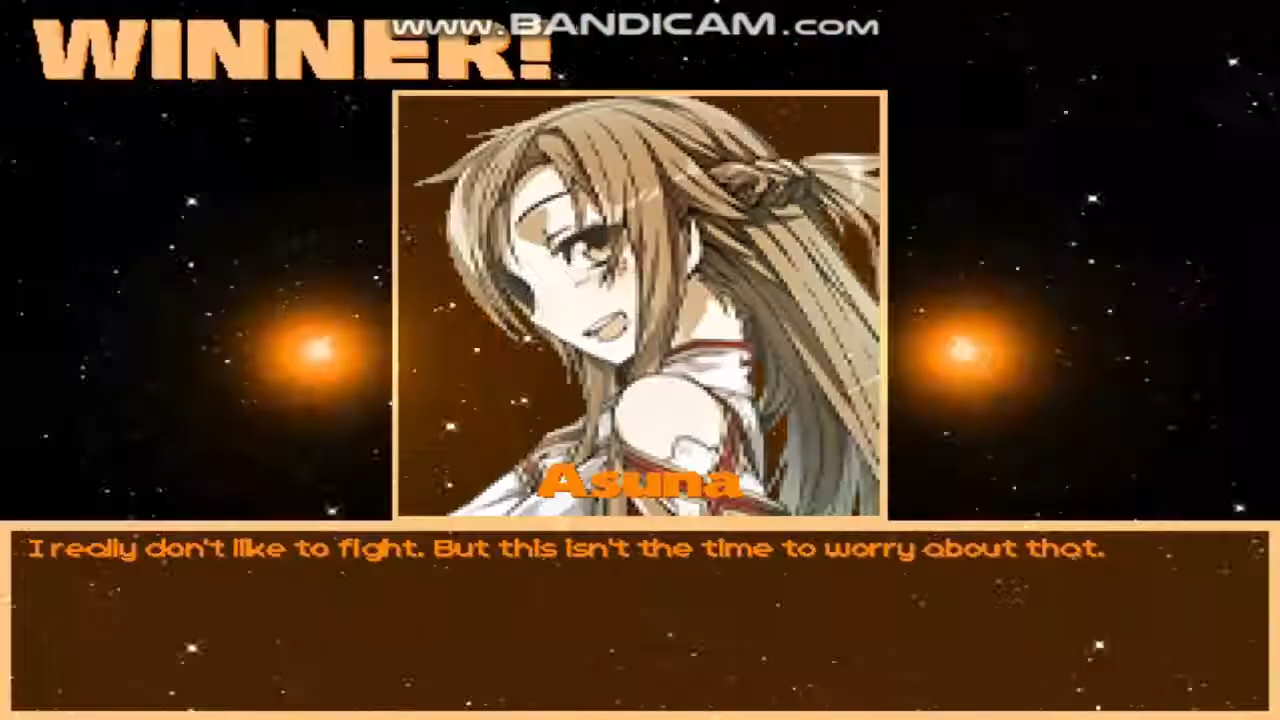 WINNER!
www.BANDICAM.com
Asuna
I really don't like to fight. But this isn't the time to worry about that.